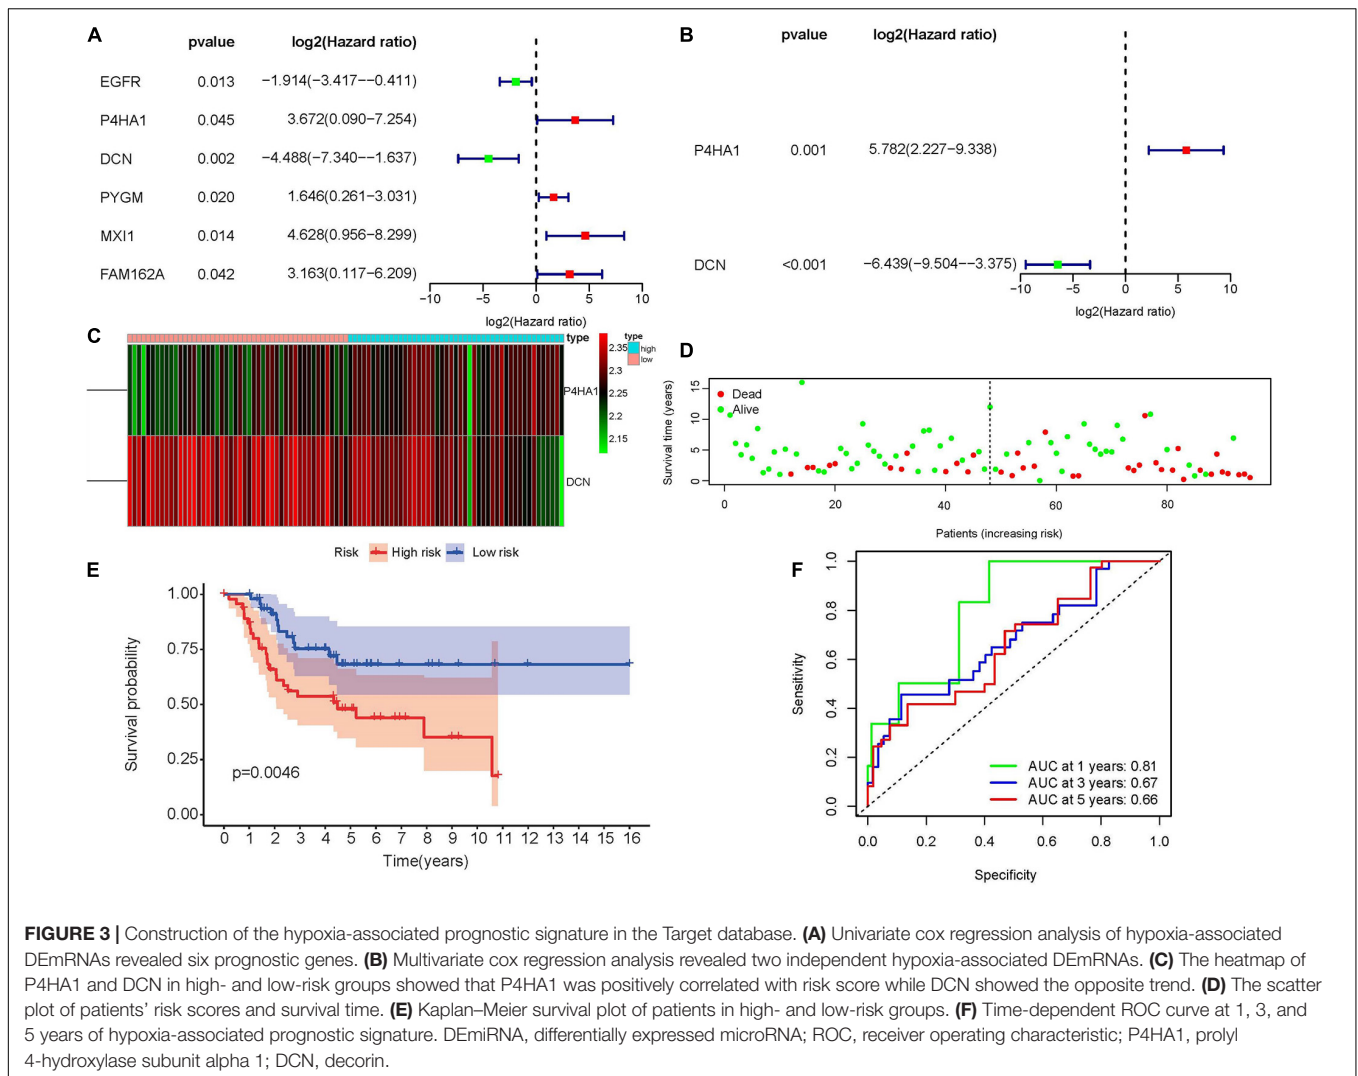 A
pvalue log2(Hazard ratio)
EGFR 0.013 −1.914(−3.417−−0.411)
P4HA1 0.045 3.672(0.090−7.254)
DCN 0.002 −4.488(−7.340−−1.637)
PYGM 0.020 1.646(0.261−3.031)
MXI1 0.014 4.628(0.956−8.299)
FAM162A 0.042 3.163(0.117−6.209)
−10 −5 0 5 10
log2(Hazard ratio)
B
pvalue log2(Hazard ratio)
P4HA1 0.001 5.782(2.227−9.338)
DCN <0.001 −6.439(−9.504−−3.375)
−10 −5 0 5 10
log2(Hazard ratio)
C
type
P4HA1
DCN
2.35
2.3
2.25
2.2
2.15
type
high
low
D
Survival time (years)
15
10
5
0
Dead
Alive
0 20 40 60 80
Patients (increasing risk)
E
Risk High risk Low risk
Survival probability
1.00
0.75
0.50
0.25
0.00
p=0.0046
0 1 2 3 4 5 6 7 8 9 10 11 12 13 14 15 16
Time(years)
F
Sensitivity
1.0
0.8
0.6
0.4
0.2
0.0
AUC at 1 years: 0.81
AUC at 3 years: 0.67
AUC at 5 years: 0.66
0.0 0.2 0.4 0.6 0.8 1.0
Specificity
FIGURE 3 | Construction of the hypoxia-associated prognostic signature in the Target database. (A) Univariate cox regression analysis of hypoxia-associated
DEmRNAs revealed six prognostic genes. (B) Multivariate cox regression analysis revealed two independent hypoxia-associated DEmRNAs. (C) The heatmap of
P4HA1 and DCN in high- and low-risk groups showed that P4HA1 was positively correlated with risk score while DCN showed the opposite trend. (D) The scatter
plot of patients' risk scores and survival time. (E) Kaplan–Meier survival plot of patients in high- and low-risk groups. (F) Time-dependent ROC curve at 1, 3, and
5 years of hypoxia-associated prognostic signature. DEmiRNA, differentially expressed microRNA; ROC, receiver operating characteristic; P4HA1, prolyl
4-hydroxylase subunit alpha 1; DCN, decorin.